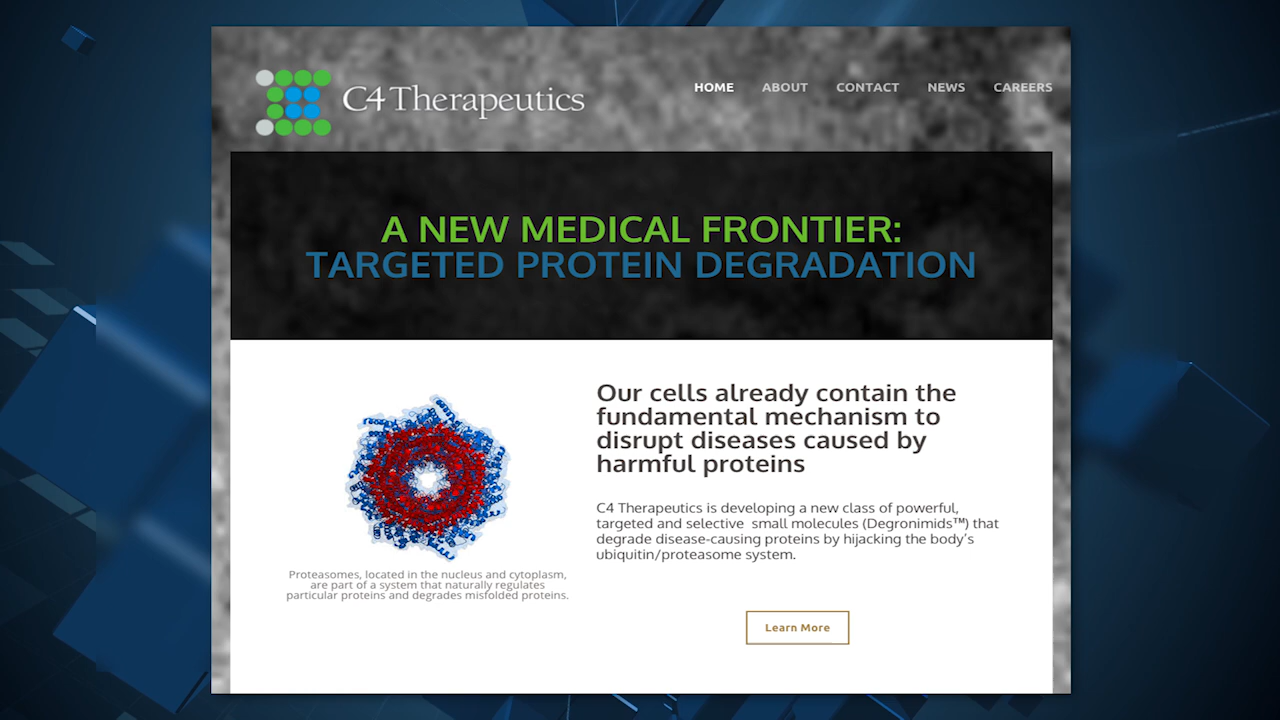 C4 Therapeutics
HOME ABOUT CONTACT NEWS CAREERS
A NEW MEDICAL FRONTIER:
TARGETED PROTEIN DEGRADATION
Proteasomes, located in the nucleus and cytoplasm,
are part of a system that naturally regulates
particular proteins and degrades misfolded proteins.
Our cells already contain the
fundamental mechanism to
disrupt diseases caused by
harmful proteins
C4 Therapeutics is developing a new class of powerful,
targeted and selective small molecules (Degronimids™) that
degrade disease-causing proteins by hijacking the body's
ubiquitin/proteasome system.
Learn More